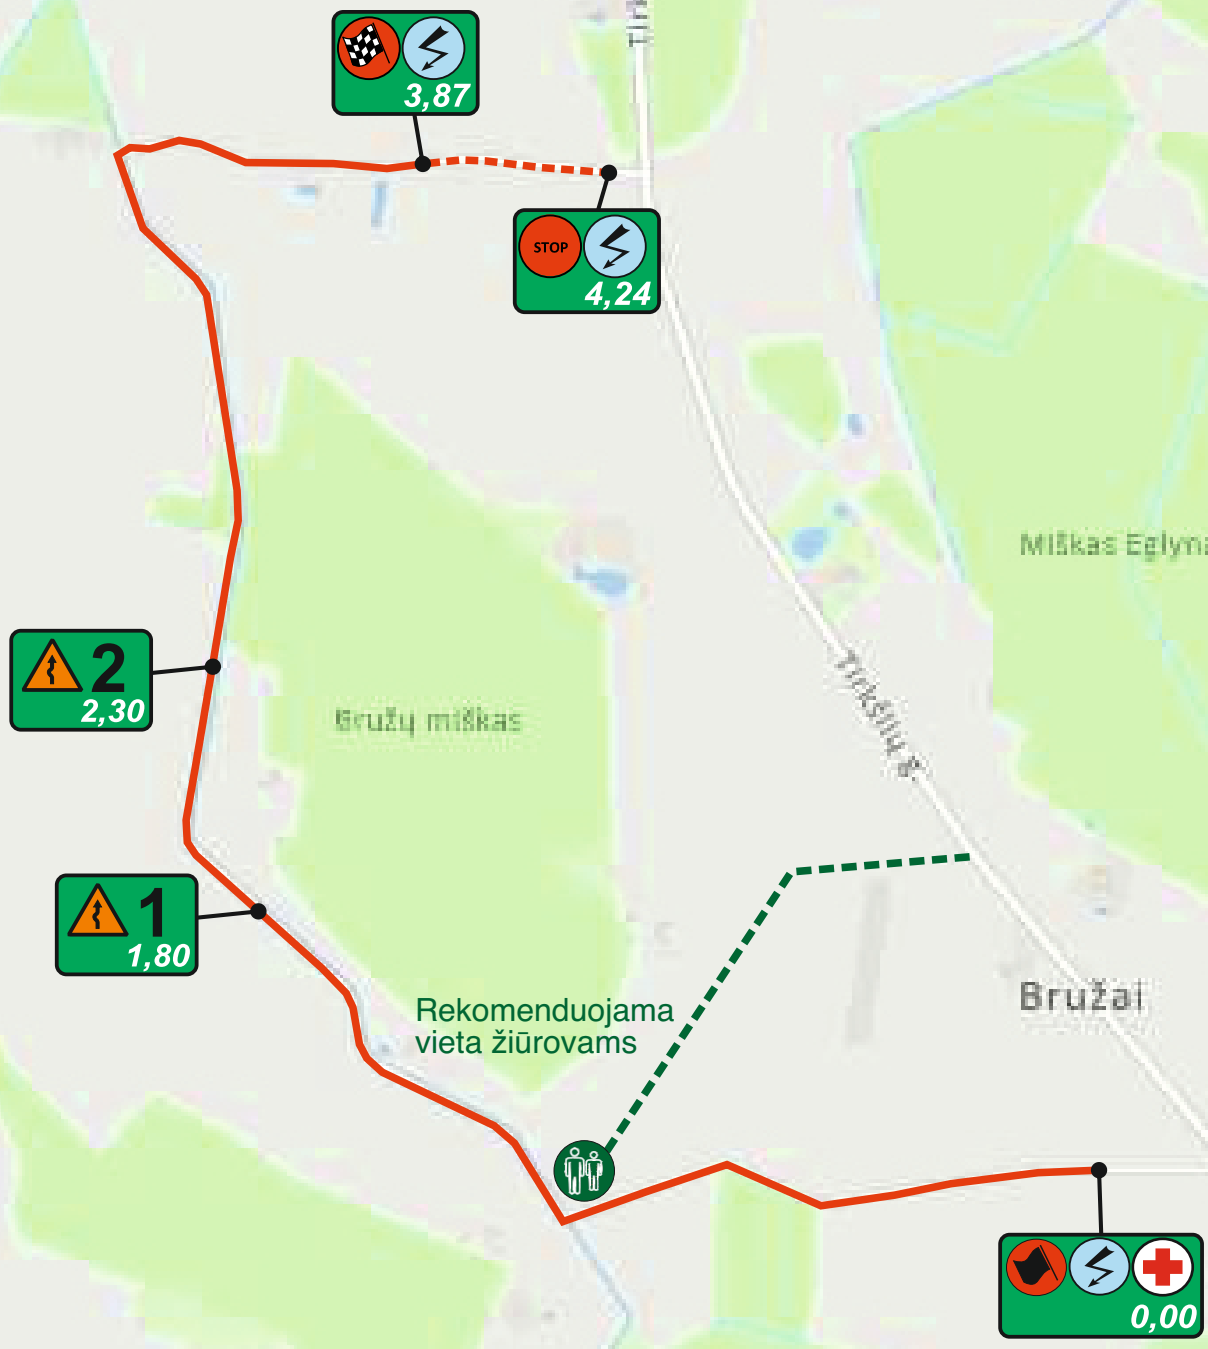 3,87
STOP
4,24
Miškas Eglyna
2
2,30
Bružų miškas
Tirkšlių g.
1
1,80
Bružai
Rekomenduojama
vieta žiūrovams
0,00